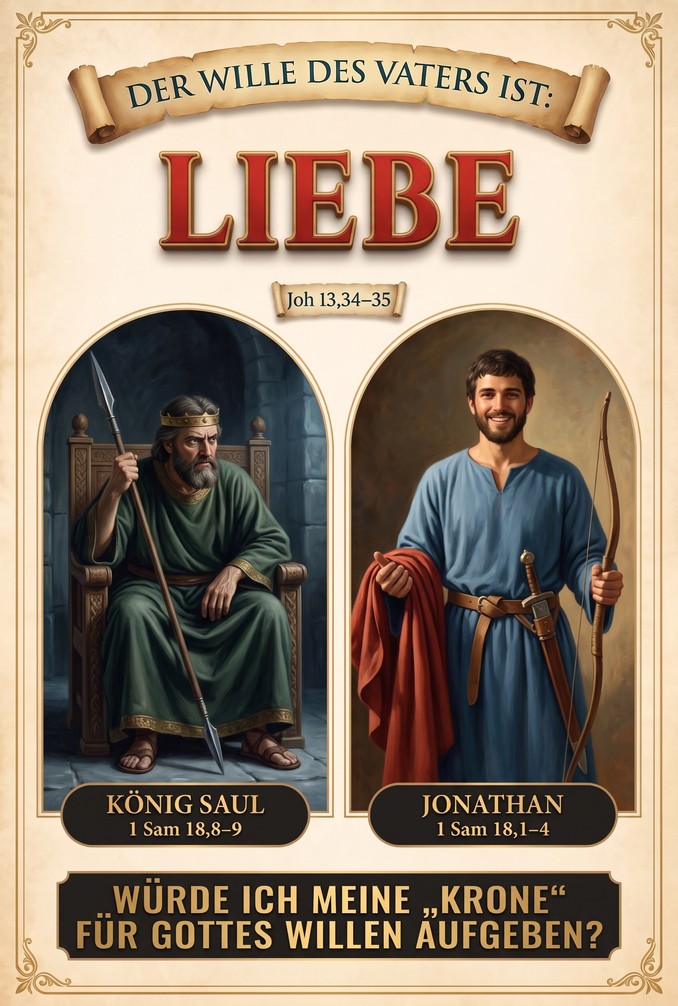 DER WILLE DES VATERS IST:
LIEBE
Joh 13,34–35
KÖNIG SAUL
1 Sam 18,8–9
JONATHAN
1 Sam 18,1–4
WÜRDE ICH MEINE „KRONE“
FÜR GOTTES WILLEN AUFGEBEN?